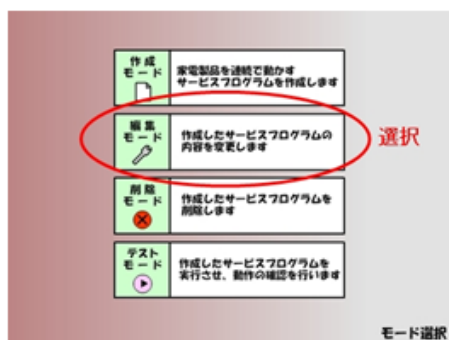 作成
モード
家電製品を連続で動かす
サービスプログラムを作成します
編集
モード
作成したサービスプログラムの
内容を変更します
選択
削除
モード
作成したサービスプログラムを
削除します
テスト
モード
作成したサービスプログラムを
実行させ、動作の確認を行います
モード選択